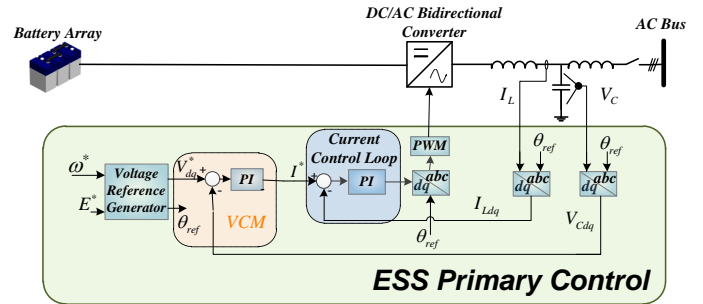 DC/AC Bidirectional
Converter
Battery Array
AC Bus
I_L
V_C
Current
Control Loop
PWM
θ_ref
θ_ref
ω*
E*
Voltage
Reference
Generator
V*_dq
+
-
PI
I*
+
-
PI
dq abc
dq abc
dq abc
θ_ref
VCM
θ_ref
I_Ldq
V_Cdq
ESS Primary Control